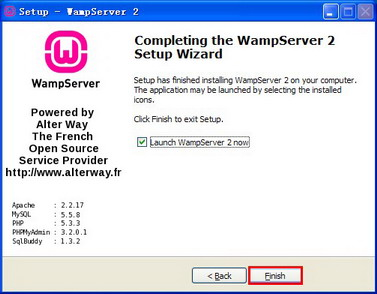 Setup - WampServer 2
WampServer
Powered by
Alter Way
The French
Open Source
Service Provider
http://www.alterway.fr
Apache : 2.2.17
MySQL : 5.5.8
PHP : 5.3.3
PHPMyAdmin : 3.2.0.1
SqlBuddy : 1.3.2
Completing the WampServer 2
Setup Wizard
Setup has finished installing WampServer 2 on your computer.
The application may be launched by selecting the installed
icons.
Click Finish to exit Setup.
Launch WampServer 2 now
< Back
Finish